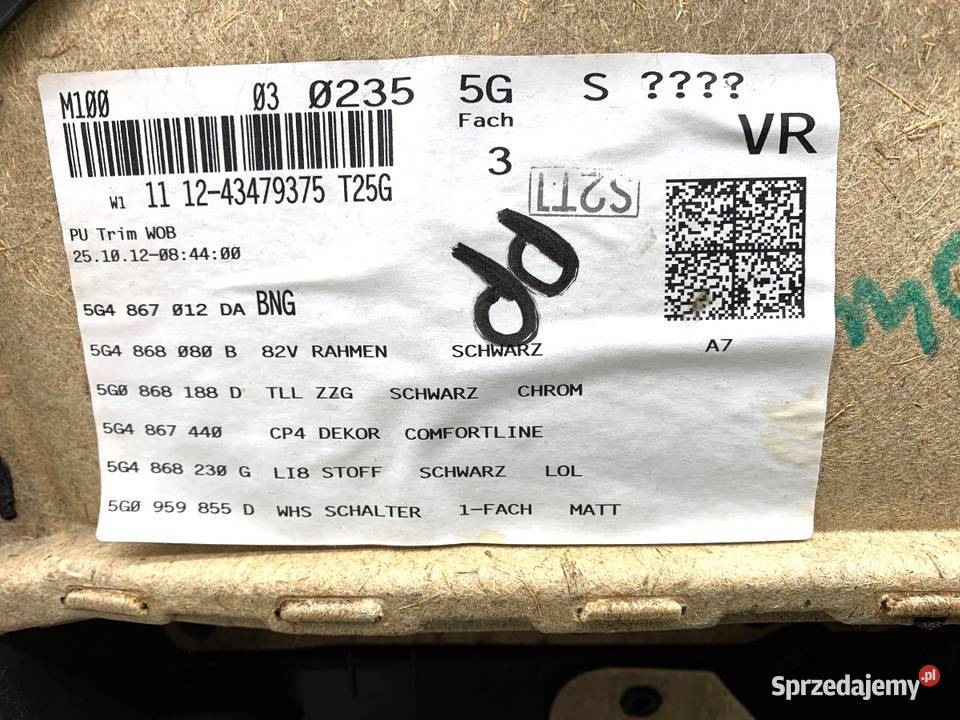 M100 03 0235 5G S ????
Fach
VR
3
W1 11 12-43479375 T25G
S2T1
PU Trim WOB
25.10.12-08:44:00
5G4 867 012 DA BNG
A7
5G4 868 080 B 82V RAHMEN SCHWARZ
5G0 868 188 D TLL ZZG SCHWARZ CHROM
5G4 867 440 CP4 DEKOR COMFORTLINE
5G4 868 230 G LI8 STOFF SCHWARZ LOL
5G0 959 855 D WHS SCHALTER 1-FACH MATT
Sprzedajemy.pl